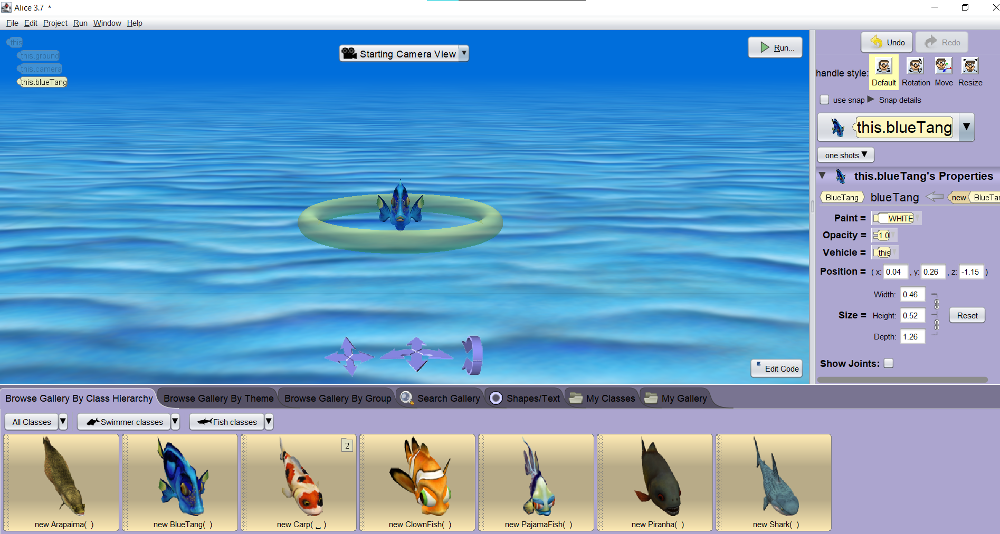 Alice 3.7 *
File Edit Project Run Window Help
this
this.ground
this.camera
this.blueTang
Starting Camera View
Run...
Undo Redo
handle style: Default Rotation Move Resize
use snap Snap details
this.blueTang
one shots
this.blueTang's Properties
BlueTang blueTang new BlueTan
Paint = WHITE
Opacity = 1.0
Vehicle = this
Position = ( x: 0.04 , y: 0.26 , z: -1.15 )
Width: 0.46
Size = Height: 0.52 Reset
Depth: 1.26
Show Joints:
Edit Code
Browse Gallery By Class Hierarchy Browse Gallery By Theme Browse Gallery By Group Search Gallery Shapes/Text My Classes My Gallery
All Classes Swimmer classes Fish classes
2
new Arapaima( ) new BlueTang( ) new Carp( _ ) new ClownFish( ) new PajamaFish( ) new Piranha( ) new Shark( )